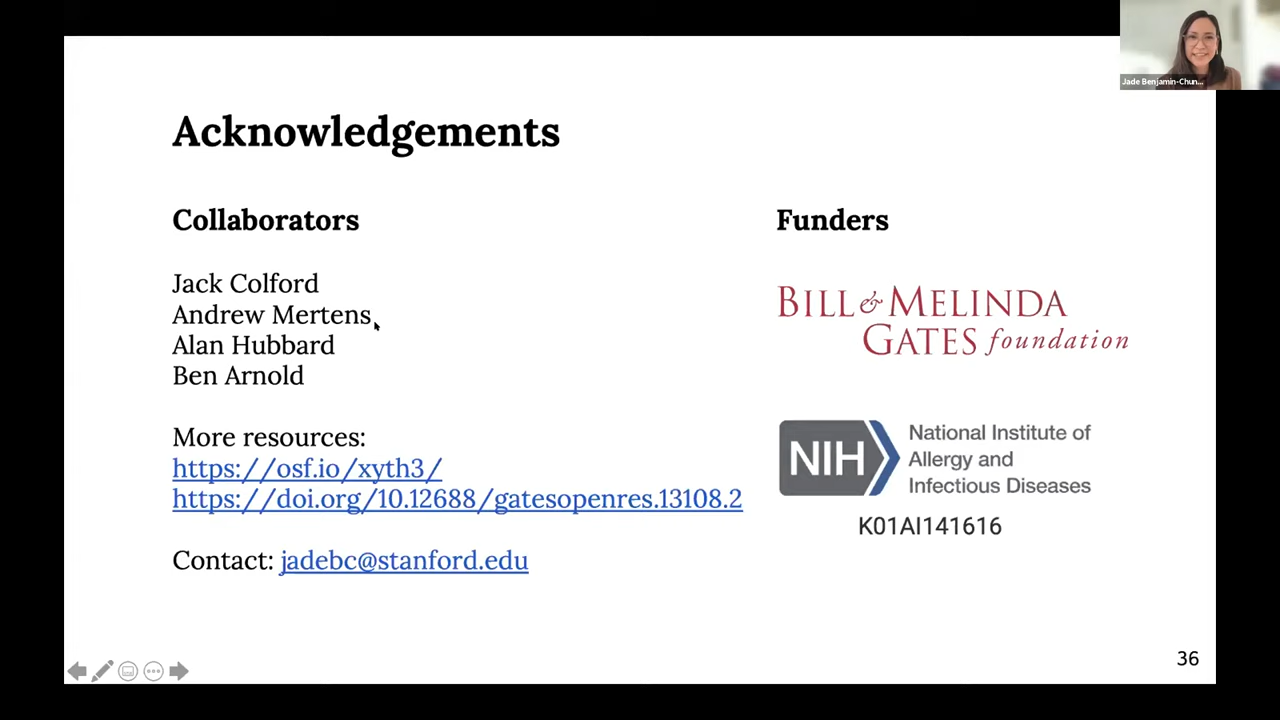 Jade Benjamin-Chun...
Acknowledgements
Collaborators
Jack Colford
Andrew Mertens
Alan Hubbard
Ben Arnold
More resources:
https://osf.io/xyth3/
https://doi.org/10.12688/gatesopenres.13108.2
Contact: jadebc@stanford.edu
Funders
BILL & MELINDA
GATES foundation
NIH
National Institute of
Allergy and
Infectious Diseases
K01AI141616
36